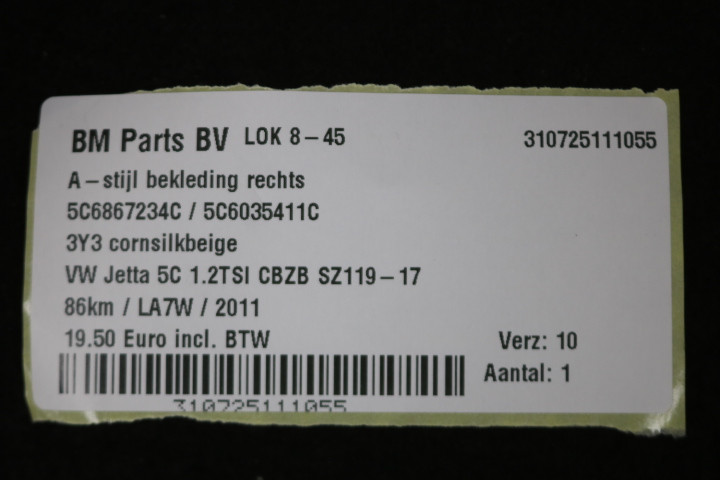 BM Parts BV LOK 8-45 310725111055
A-stijl bekleding rechts
5C6867234C / 5C6035411C
3Y3 cornsilkbeige
VW Jetta 5C 1.2TSI CBZB SZ119-17
86km / LA7W / 2011
19.50 Euro incl. BTW Verz: 10
Aantal: 1
310725111055